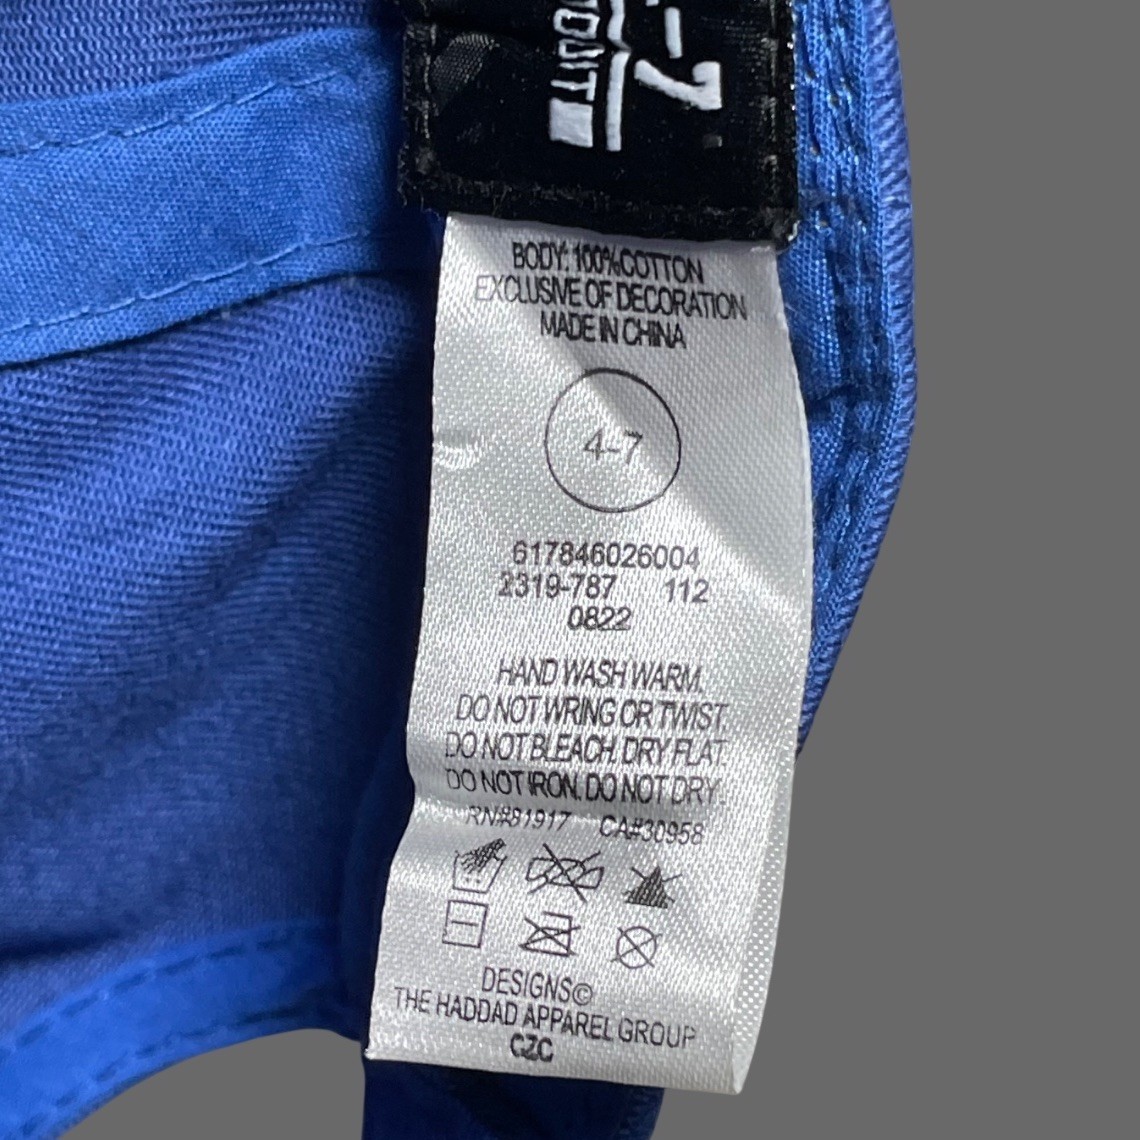 4-7
BODY: 100%COTTON
EXCLUSIVE OF DECORATION
MADE IN CHINA
4-7
617846026004
2319-787 112
0822
HAND WASH WARM.
DO NOT WRING OR TWIST.
DO NOT BLEACH. DRY FLAT.
DO NOT IRON. DO NOT DRY.
RN#81917 CA#30958
DESIGNS©
THE HADDAD APPAREL GROUP
CZC